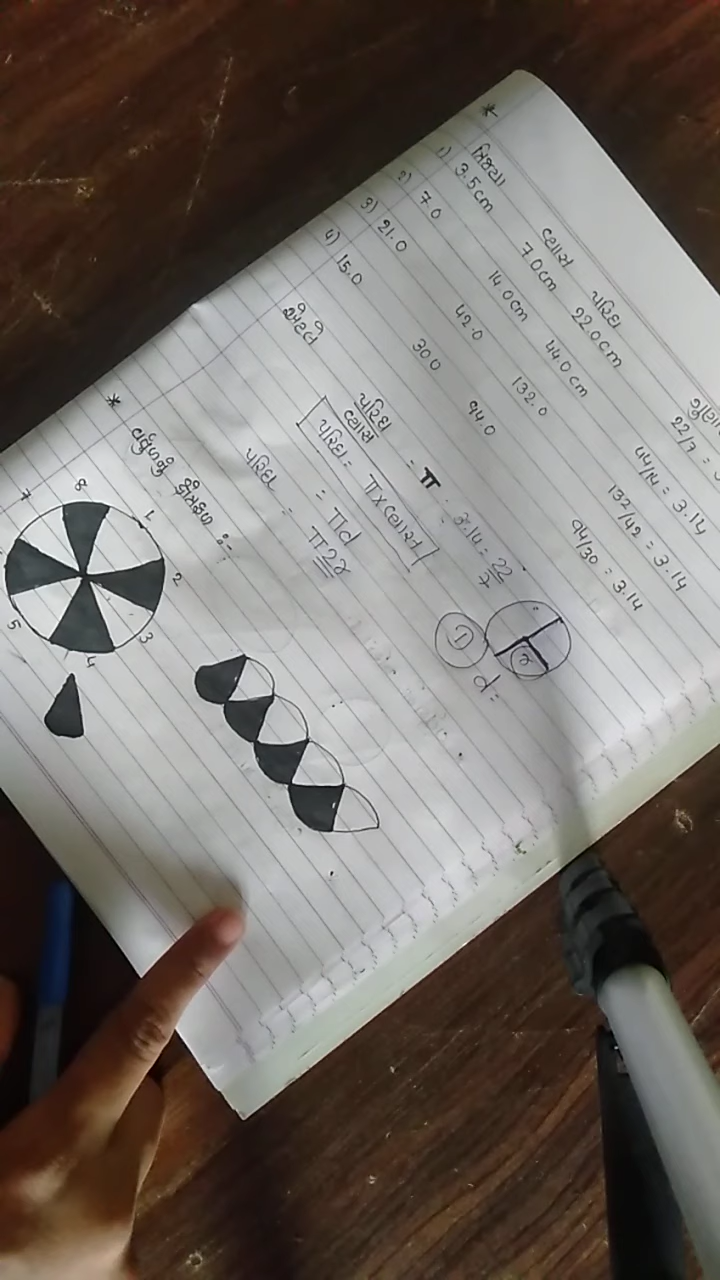 * ત્રિજ્યા વ્યાસ પરિઘ
1) 3.5cm 7.0cm 22.0cm 22/7 =
2) 7.0 14.0cm 44.0cm 44/14 = 3.14
3) 21.0 42.0 132.0 132/42 = 3.14
4) 15.0 30.0 94.0 94/30 = 3.14
એટલે પરિઘ/વ્યાસ = π = 3.14 = 22/7
પરિઘ = π × વ્યાસ
પરિઘ = πd
= π2r
d =
* વર્તુળનું ક્ષેત્રફળ :-
8 1 2 3 4 5 7